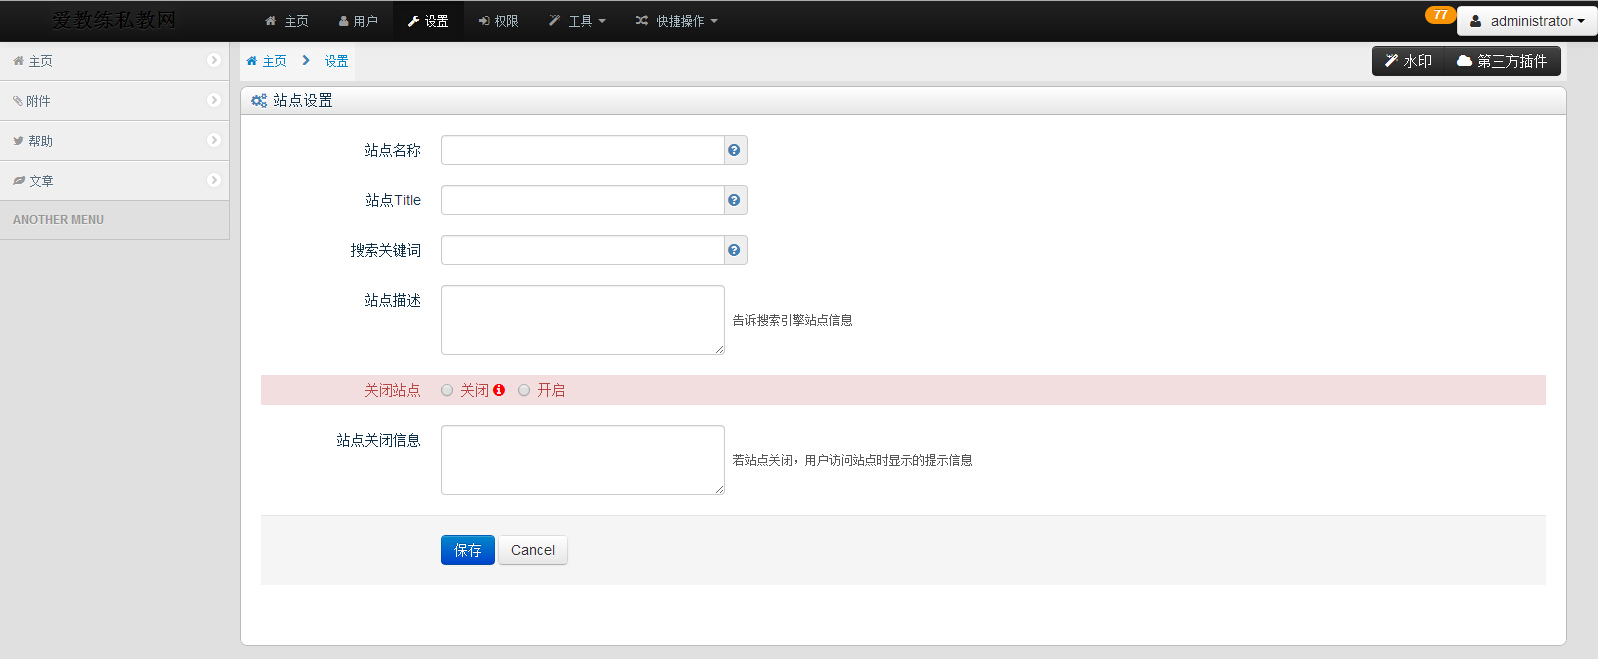 爱教练私教网 主页 用户 设置 权限 工具 快捷操作 77 administrator
主页
附件
帮助
文章
ANOTHER MENU
主页 设置 水印 第三方插件
站点设置
站点名称
站点Title
搜索关键词
站点描述 告诉搜索引擎站点信息
关闭站点 关闭 开启
站点关闭信息 若站点关闭，用户访问站点时显示的提示信息
保存 Cancel